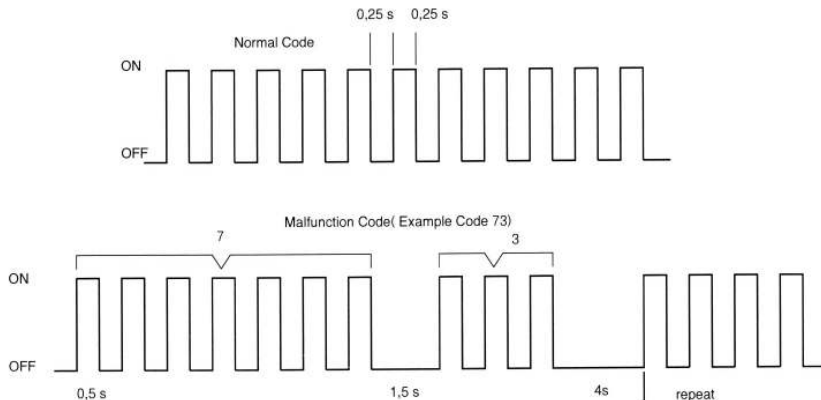 0,25 s 0,25 s
Normal Code
ON
OFF
Malfunction Code( Example Code 73)
7 3
ON
OFF
0,5 s 1,5 s 4s repeat